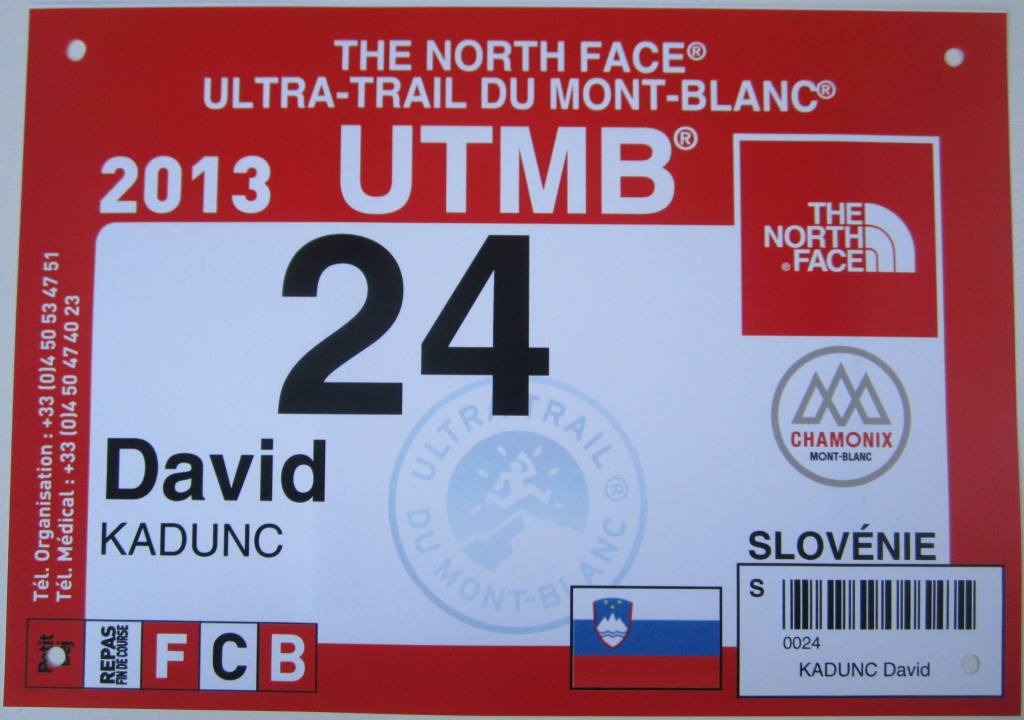 THE NORTH FACE®
ULTRA-TRAIL DU MONT-BLANC®
2013 UTMB®
THE
NORTH
®FACE
24
Tél. Organisation : +33 (0)4 50 53 47 51
Tél. Médical : +33 (0)4 50 47 40 23
ULTRA-TRAIL ®
DU MONT-BLANC
CHAMONIX
MONT-BLANC
David
KADUNC
SLOVÉNIE
S
0024
KADUNC David
Petit
Déj
REPAS
FIN DE COURSE
F
C
B